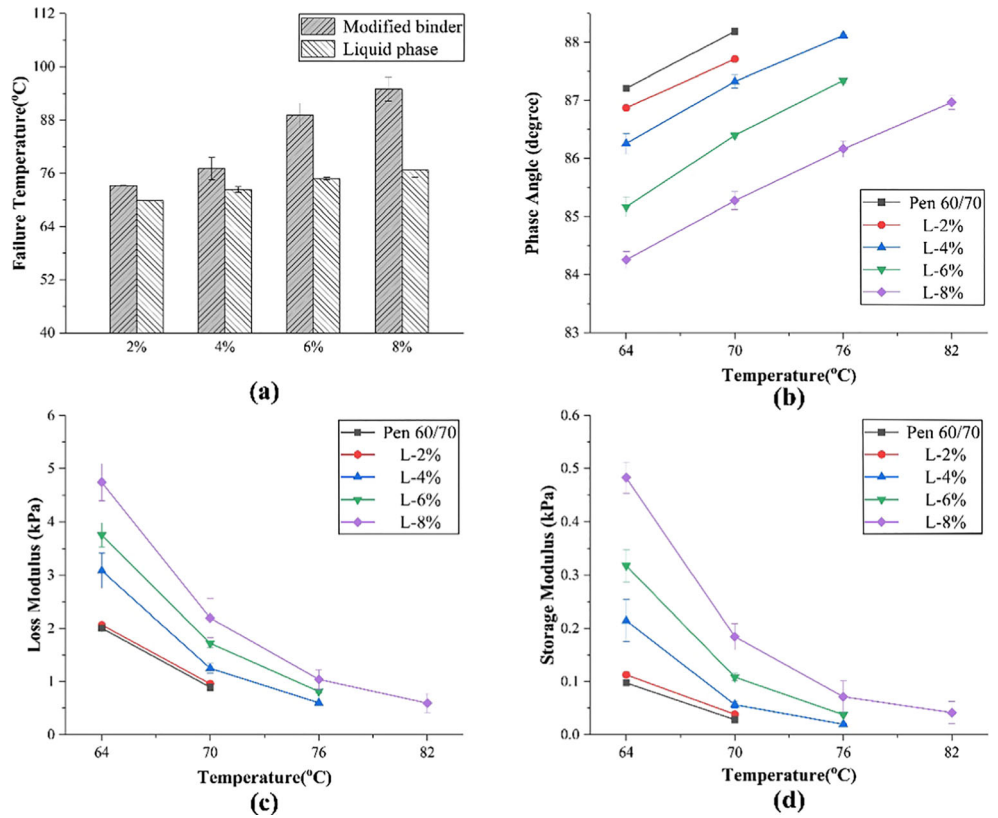 112
100
88
76
64
52
40
Failure Temperature(°C)
Modified binder
Liquid phase
2%
4%
6%
8%
(a)
88
87
86
85
84
83
Phase Angle (degree)
Pen 60/70
L-2%
L-4%
L-6%
L-8%
64
70
76
82
Temperature(°C)
(b)
6
5
4
3
2
1
0
Loss Modulus (kPa)
Pen 60/70
L-2%
L-4%
L-6%
L-8%
64
70
76
82
Temperature(°C)
(c)
0.6
0.5
0.4
0.3
0.2
0.1
0.0
Storage Modulus (kPa)
Pen 60/70
L-2%
L-4%
L-6%
L-8%
64
70
76
82
Temperature(°C)
(d)